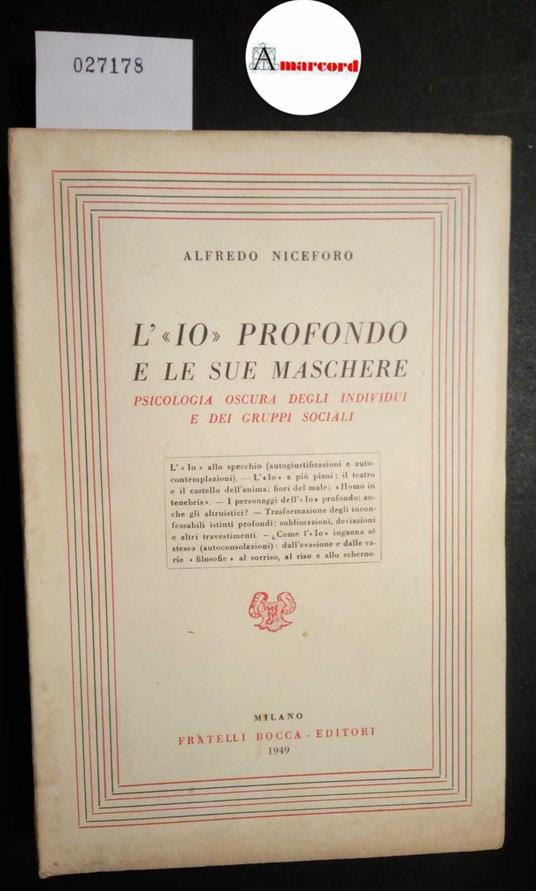 027178
Amarcord
ALFREDO NICEFORO
L'«IO» PROFONDO
E LE SUE MASCHERE
PSICOLOGIA OSCURA DEGLI INDIVIDUI
E DEI GRUPPI SOCIALI
L'«Io» allo specchio (autogiustificazioni e auto-
contemplazioni). — L'«Io» a più piani: il teatro
e il castello dell'anima; fiori del male; «Homo in
tenebris». — I personaggi dell'«Io» profondo; an-
che gli altruistici? — Trasformazione degli incon-
fessabili istinti profondi: sublimazioni, deviazioni
e altri travestimenti. — Come l'«Io» inganna sè
stesso (autoconsolazioni): dall'evasione e dalle va-
rie «filosofie» al sorriso, al riso e allo scherno
MILANO
FRATELLI BOCCA - EDITORI
1949